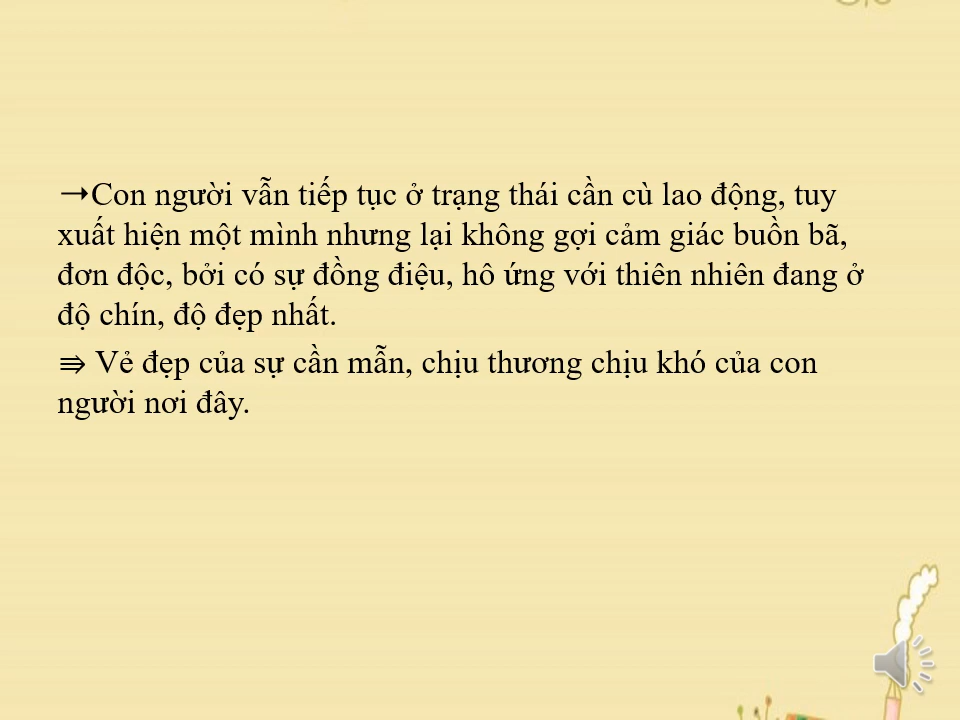 →Con người vẫn tiếp tục ở trạng thái cần cù lao động, tuy
xuất hiện một mình nhưng lại không gợi cảm giác buồn bã,
đơn độc, bởi có sự đồng điệu, hô ứng với thiên nhiên đang ở
độ chín, độ đẹp nhất.
⇛ Vẻ đẹp của sự cần mẫn, chịu thương chịu khó của con
người nơi đây.